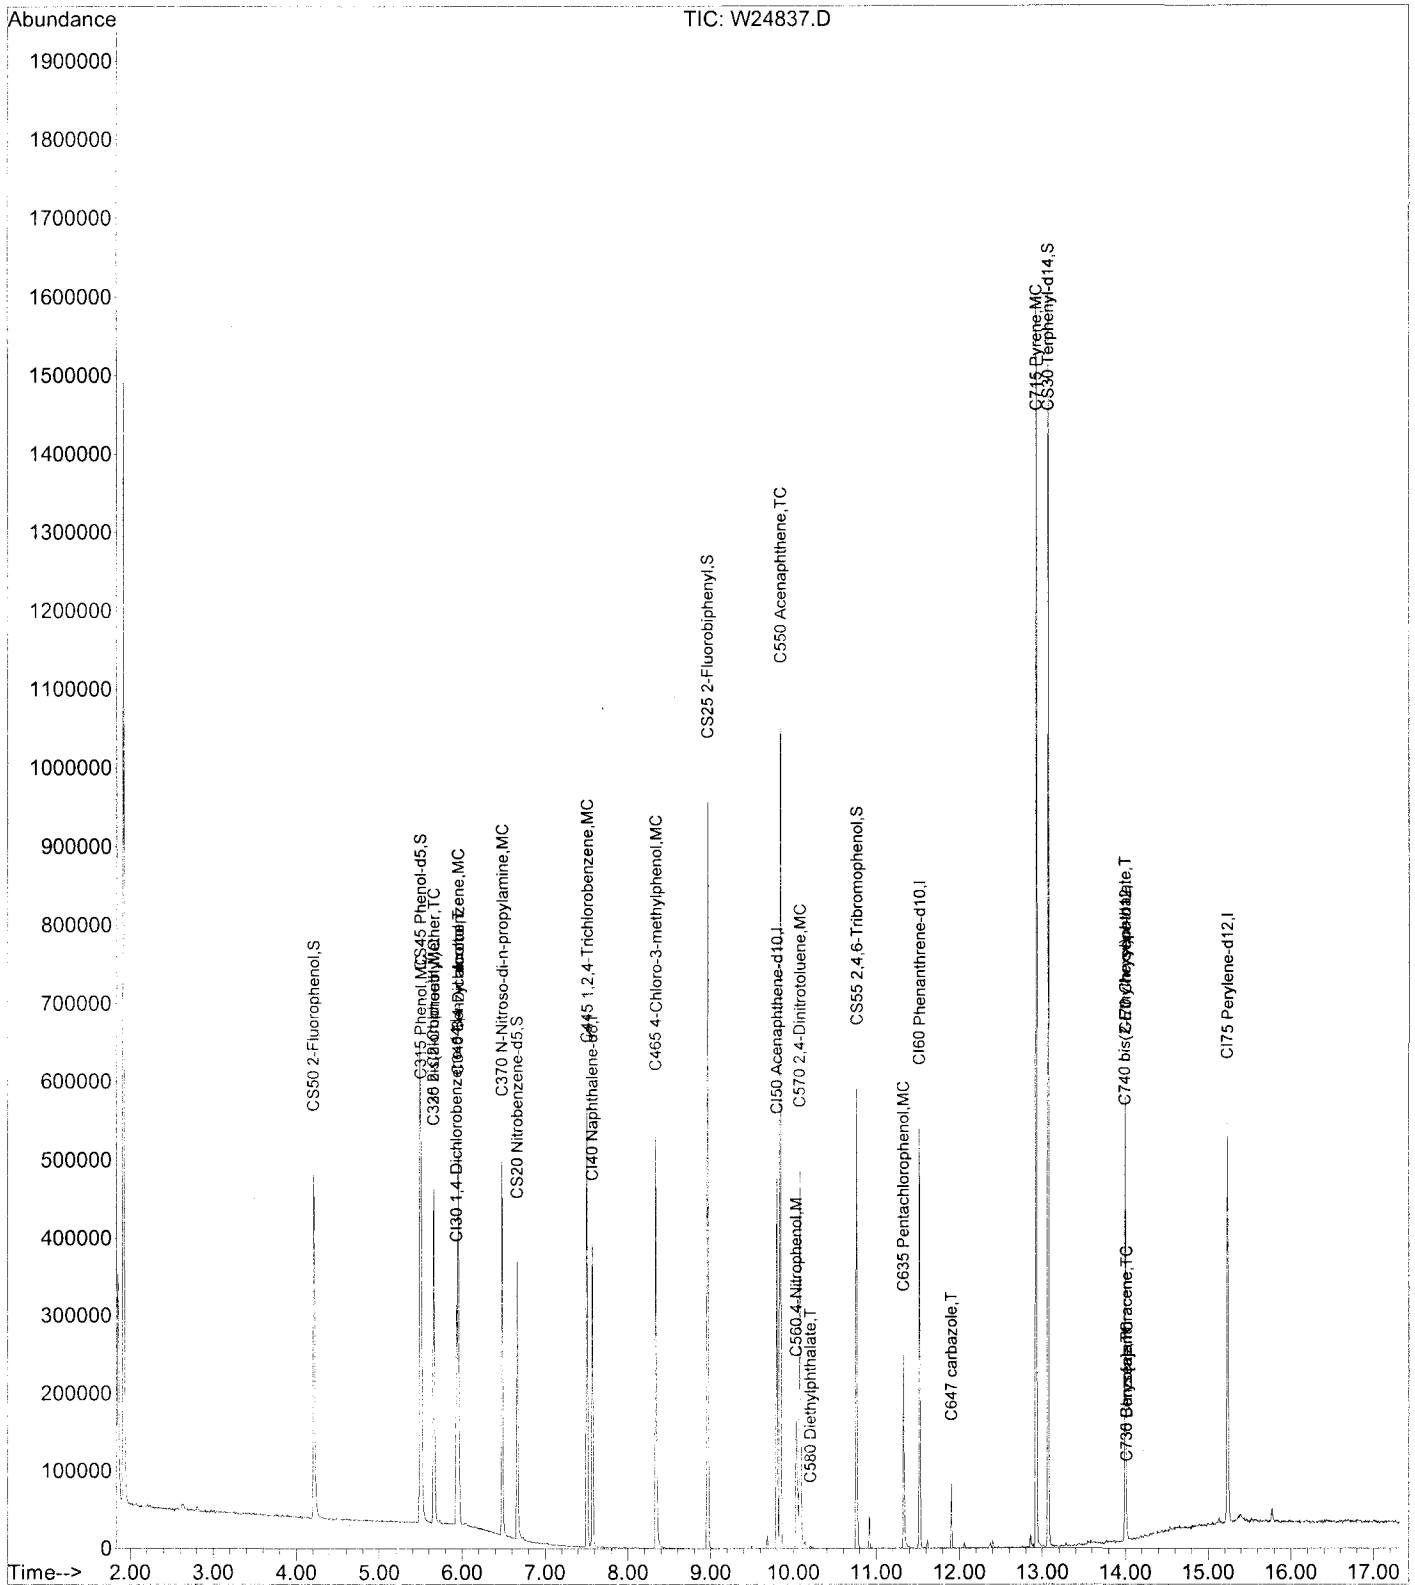 Abundance
TIC: W24837.D
1900000
1800000
1700000
1600000
1500000
1400000
1300000
1200000
1100000
1000000
900000
800000
700000
600000
500000
400000
300000
200000
100000
0
CS50 2-Fluorophenol,S
C315 Phenol,MC
CS45 Phenol-d5,S
CI30 1,4-Dichlorobenzene-d4,I
C370 N-Nitroso-di-n-propylamine,MC
CS20 Nitrobenzene-d5,S
C445 1,2,4-Trichlorobenzene,MC
CI40 Naphthalene-d8,I
C465 4-Chloro-3-methylphenol,MC
CS25 2-Fluorobiphenyl,S
CI50 Acenaphthene-d10,I
C550 Acenaphthene,TC
C560 4-Nitrophenol,M
C570 2,4-Dinitrotoluene,MC
C580 Diethylphthalate,T
CS55 2,4,6-Tribromophenol,S
C635 Pentachlorophenol,MC
CI60 Phenanthrene-d10,I
C647 carbazole,T
C715 Pyrene,MC
CS30 Terphenyl-d14,S
CI75 Perylene-d12,I
Time--> 2.00 3.00 4.00 5.00 6.00 7.00 8.00 9.00 10.00 11.00 12.00 13.00 14.00 15.00 16.00 17.00